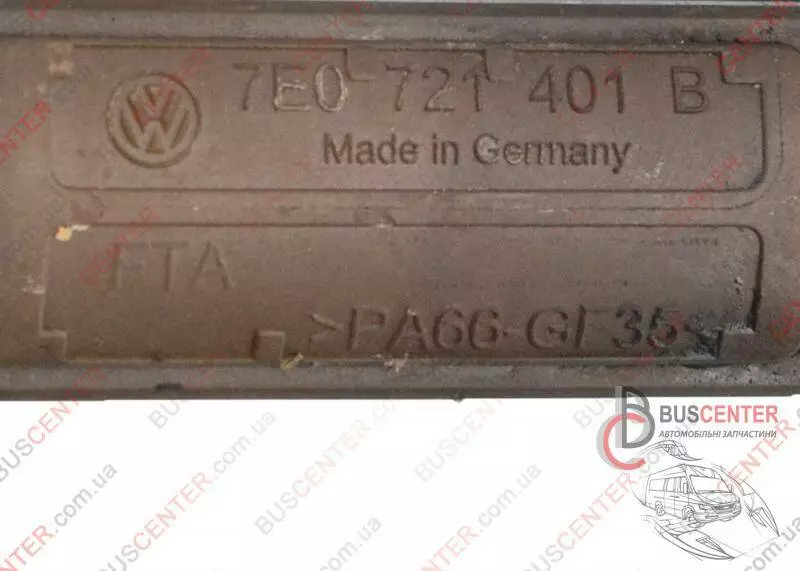 7E0 721 401 B
Made in Germany
FTA
>PA66-GF35<
BUSCENTER
АВТОМОБІЛЬНІ ЗАПЧАСТИНИ
BUSCENTER.com.ua